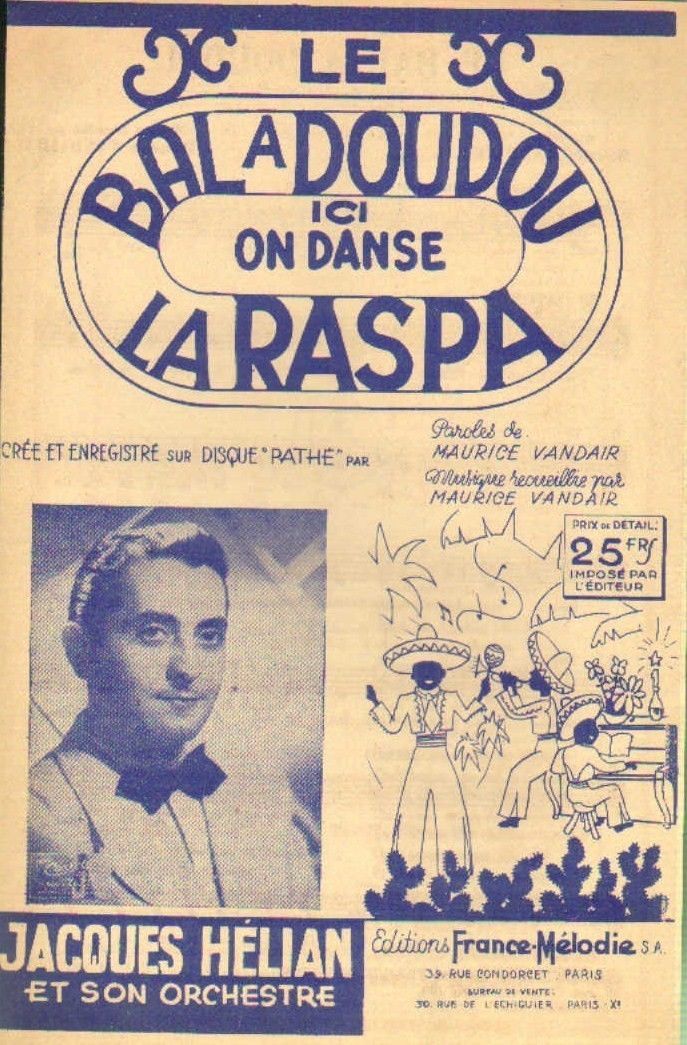 LE
BAL A DOUDOU
ICI
ON DANSE
LA RASPA
CRÉE ET ENREGISTRÉ SUR DISQUE "PATHÉ" PAR
Paroles de
MAURICE VANDAIR
Musique recueillie par
MAURICE VANDAIR
PRIX DE DÉTAIL:
25 FRS
IMPOSÉ PAR
L'ÉDITEUR
JACQUES HÉLIAN
ET SON ORCHESTRE
Editions France-Mélodie S.A.
39, RUE CONDORCET . PARIS
BUREAU DE VENTE:
30, RUE DE L'ECHIQUIER . PARIS - Xe